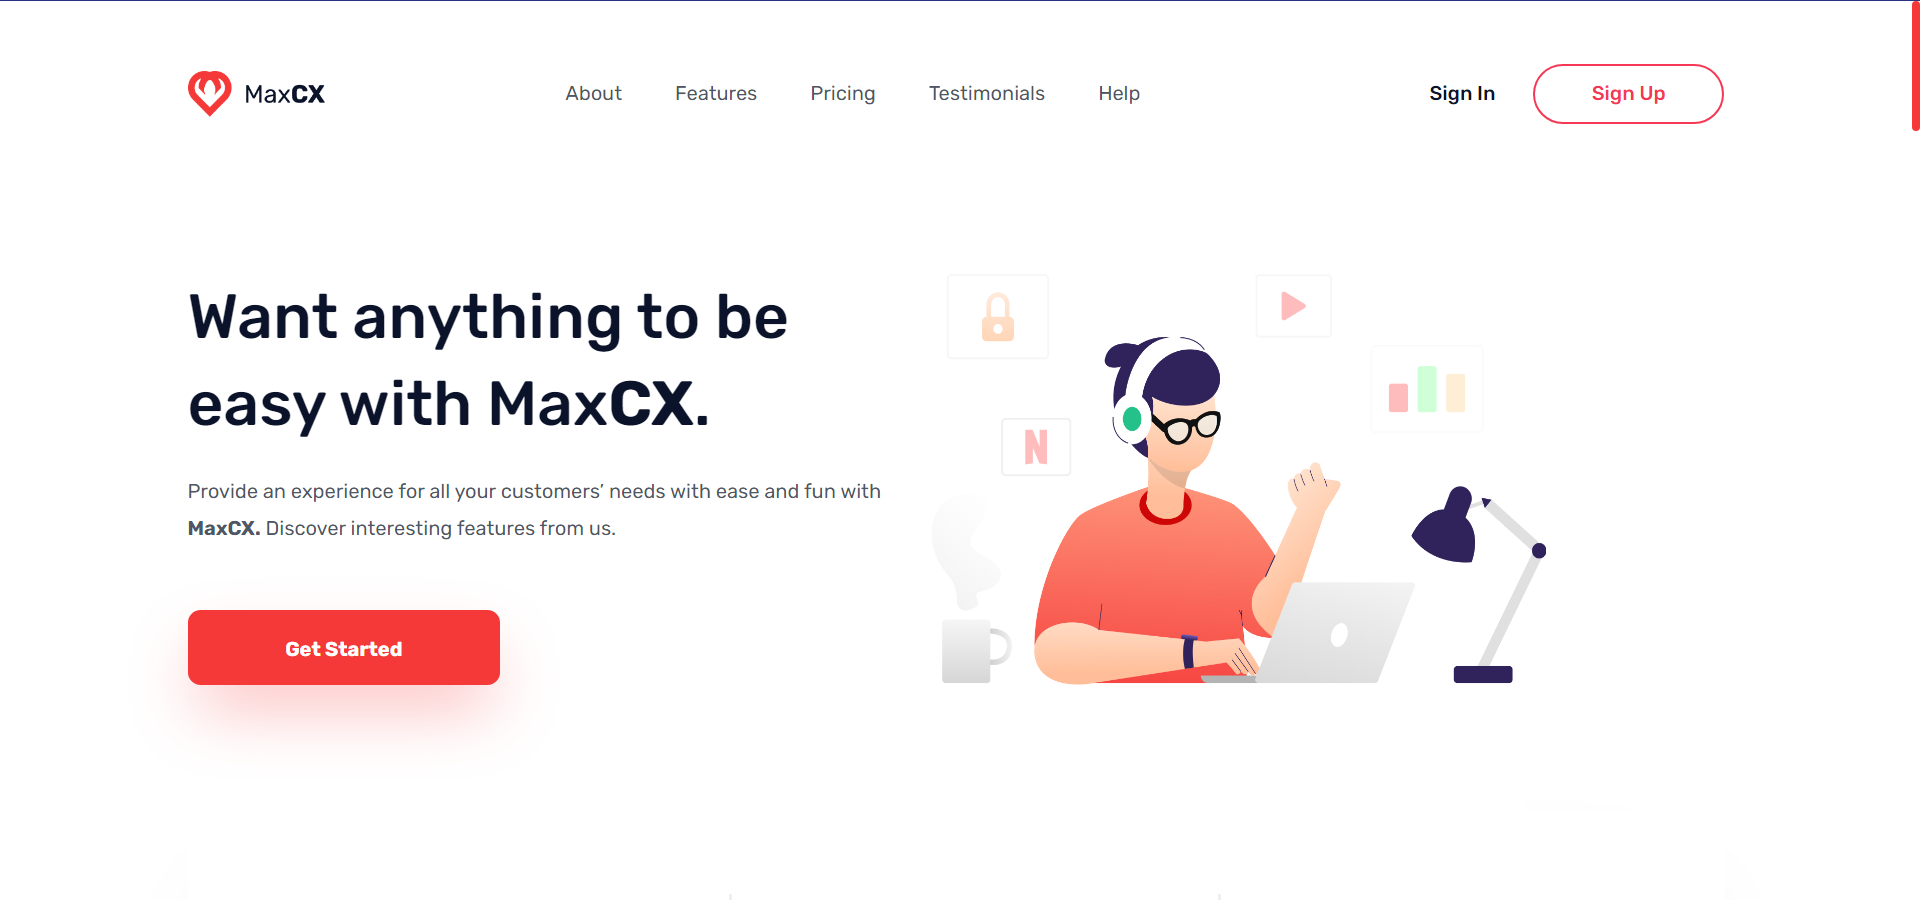 MaxCX
About
Features
Pricing
Testimonials
Help
Sign In
Sign Up
Want anything to be
easy with MaxCX.
Provide an experience for all your customers’ needs with ease and fun with
MaxCX. Discover interesting features from us.
Get Started
N